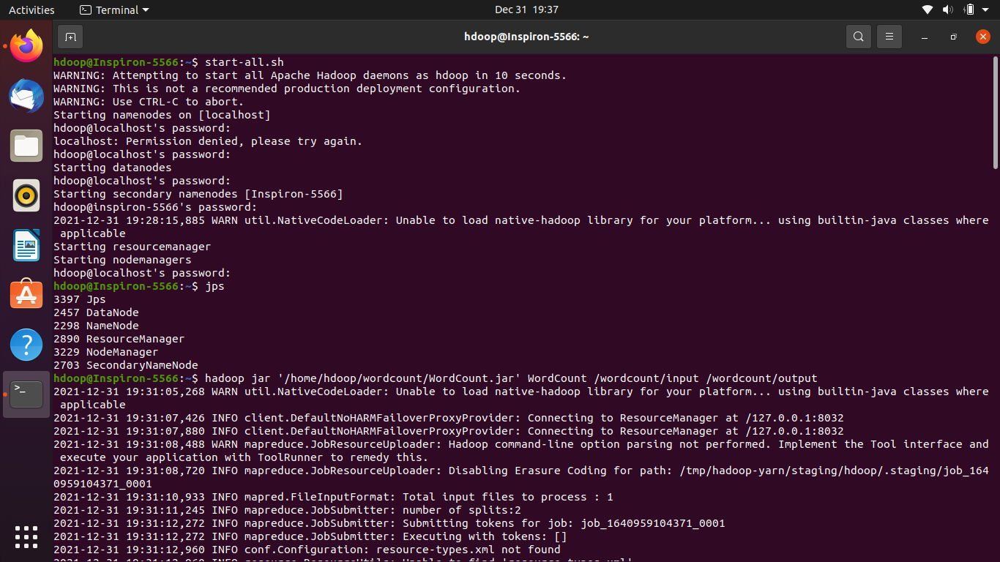 Activities
Terminal
Dec 31 19:37
hdoop@Inspiron-5566: ~
hdoop@Inspiron-5566:~$ start-all.sh
WARNING: Attempting to start all Apache Hadoop daemons as hdoop in 10 seconds.
WARNING: This is not a recommended production deployment configuration.
WARNING: Use CTRL-C to abort.
Starting namenodes on [localhost]
hdoop@localhost's password:
localhost: Permission denied, please try again.
hdoop@localhost's password:
Starting datanodes
hdoop@localhost's password:
Starting secondary namenodes [Inspiron-5566]
hdoop@inspiron-5566's password:
2021-12-31 19:28:15,885 WARN util.NativeCodeLoader: Unable to load native-hadoop library for your platform... using builtin-java classes where
applicable
Starting resourcemanager
Starting nodemanagers
hdoop@localhost's password:
hdoop@Inspiron-5566:~$ jps
3397 Jps
2457 DataNode
2298 NameNode
2890 ResourceManager
3229 NodeManager
2703 SecondaryNameNode
hdoop@Inspiron-5566:~$ hadoop jar '/home/hdoop/wordcount/WordCount.jar' WordCount /wordcount/input /wordcount/output
2021-12-31 19:31:05,268 WARN util.NativeCodeLoader: Unable to load native-hadoop library for your platform... using builtin-java classes where
applicable
2021-12-31 19:31:07,426 INFO client.DefaultNoHARMFailoverProxyProvider: Connecting to ResourceManager at /127.0.0.1:8032
2021-12-31 19:31:07,880 INFO client.DefaultNoHARMFailoverProxyProvider: Connecting to ResourceManager at /127.0.0.1:8032
2021-12-31 19:31:08,488 WARN mapreduce.JobResourceUploader: Hadoop command-line option parsing not performed. Implement the Tool interface and
execute your application with ToolRunner to remedy this.
2021-12-31 19:31:08,720 INFO mapreduce.JobResourceUploader: Disabling Erasure Coding for path: /tmp/hadoop-yarn/staging/hdoop/.staging/job_164
0959104371_0001
2021-12-31 19:31:10,933 INFO mapred.FileInputFormat: Total input files to process : 1
2021-12-31 19:31:11,245 INFO mapreduce.JobSubmitter: number of splits:2
2021-12-31 19:31:12,272 INFO mapreduce.JobSubmitter: Submitting tokens for job: job_1640959104371_0001
2021-12-31 19:31:12,272 INFO mapreduce.JobSubmitter: Executing with tokens: []
2021-12-31 19:31:12,960 INFO conf.Configuration: resource-types.xml not found
2021-12-31 19:31:12,960 INFO resource.ResourceUtils: Unable to find 'resource-types.xml'